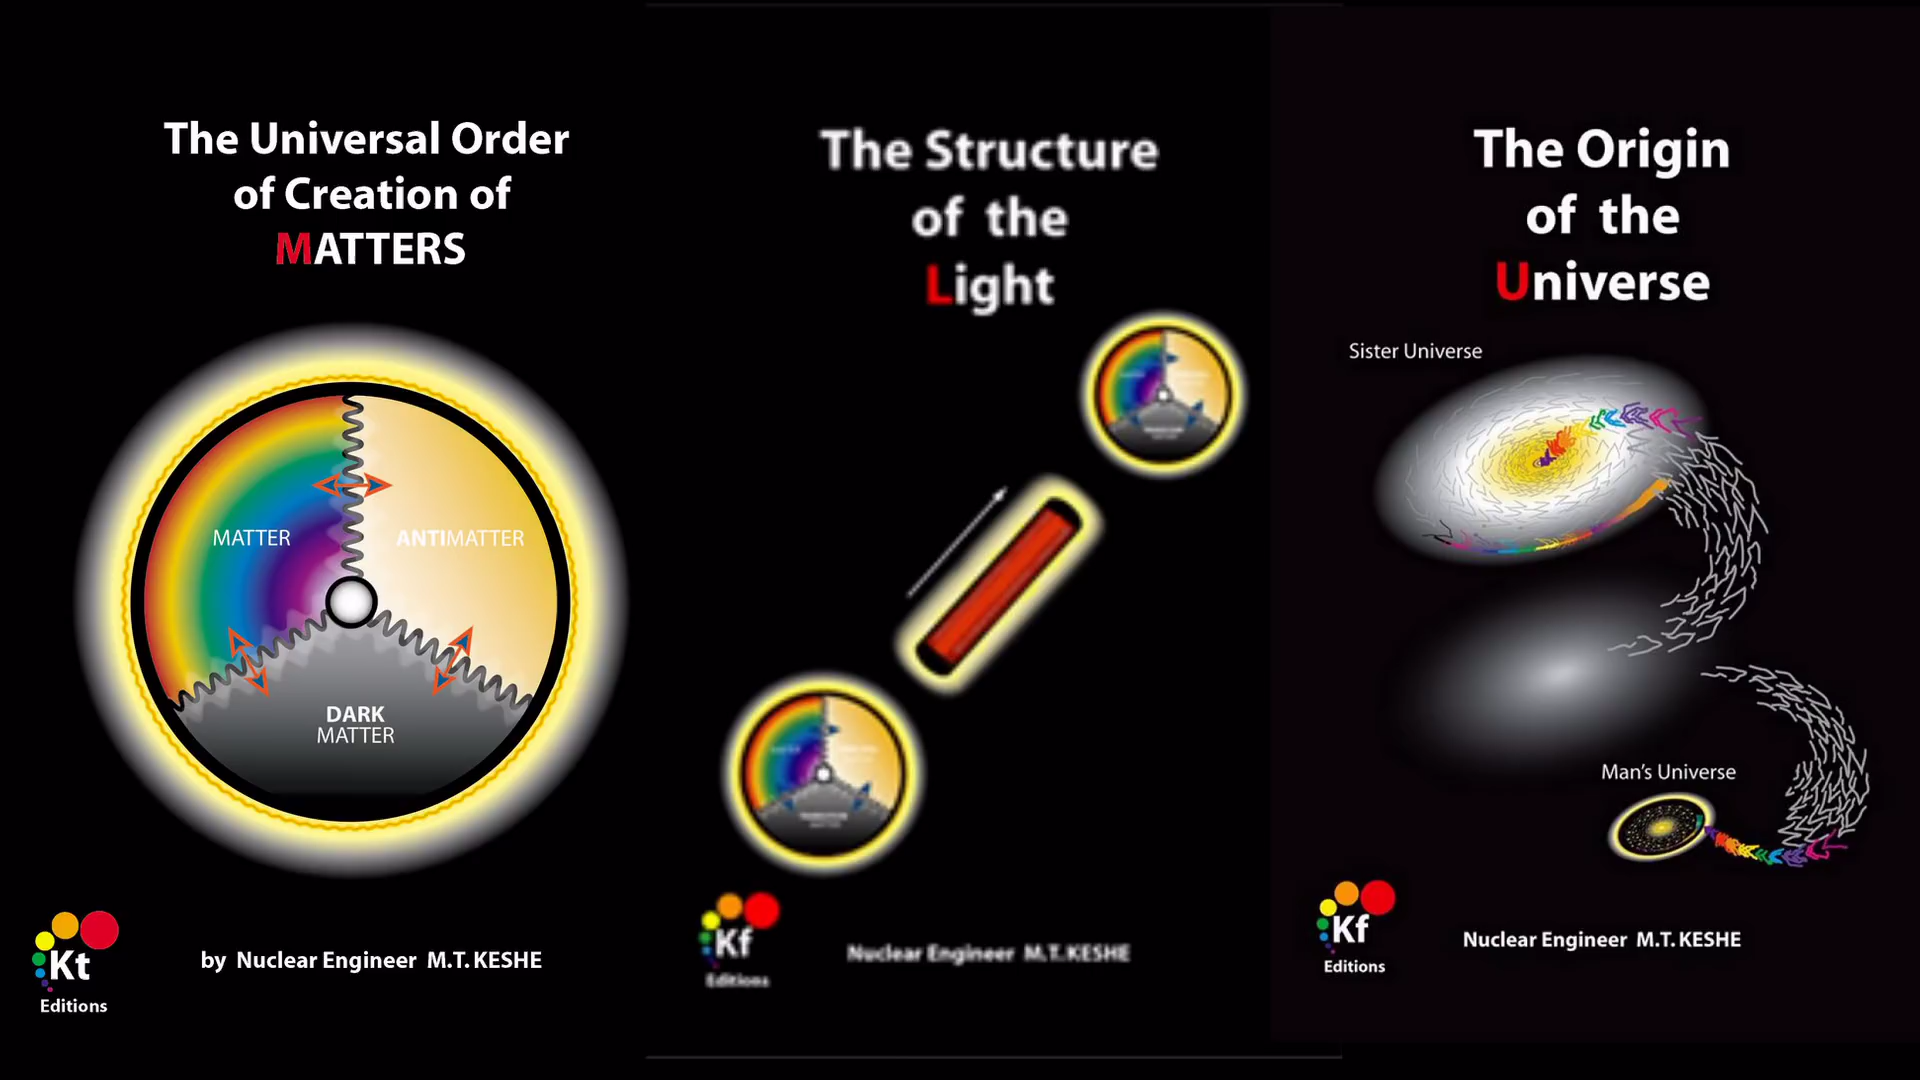 The Universal Order
of Creation of
MATTERS
MATTER
ANTIMATTER
DARK
MATTER
Kt
Editions
by Nuclear Engineer M.T. KESHE
The Structure
of the
Light
Kf
Editions
Nuclear Engineer M.T. KESHE
The Origin
of the
Universe
Sister Universe
Man's Universe
Kf
Editions
Nuclear Engineer M.T. KESHE